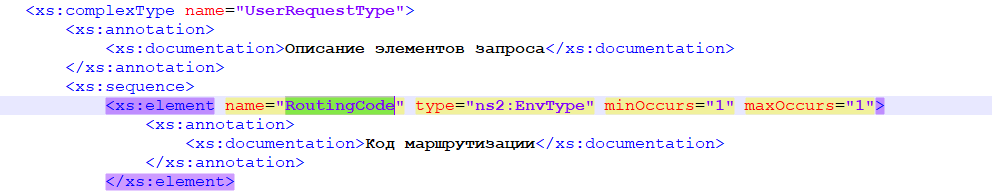 <xs:complexType name="UserRequestType">
<xs:annotation>
<xs:documentation>Описание элементов запроса</xs:documentation>
</xs:annotation>
<xs:sequence>
<xs:element name="RoutingCode" type="ns2:EnvType" minOccurs="1" maxOccurs="1">
<xs:annotation>
<xs:documentation>Код маршрутизации</xs:documentation>
</xs:annotation>
</xs:element>